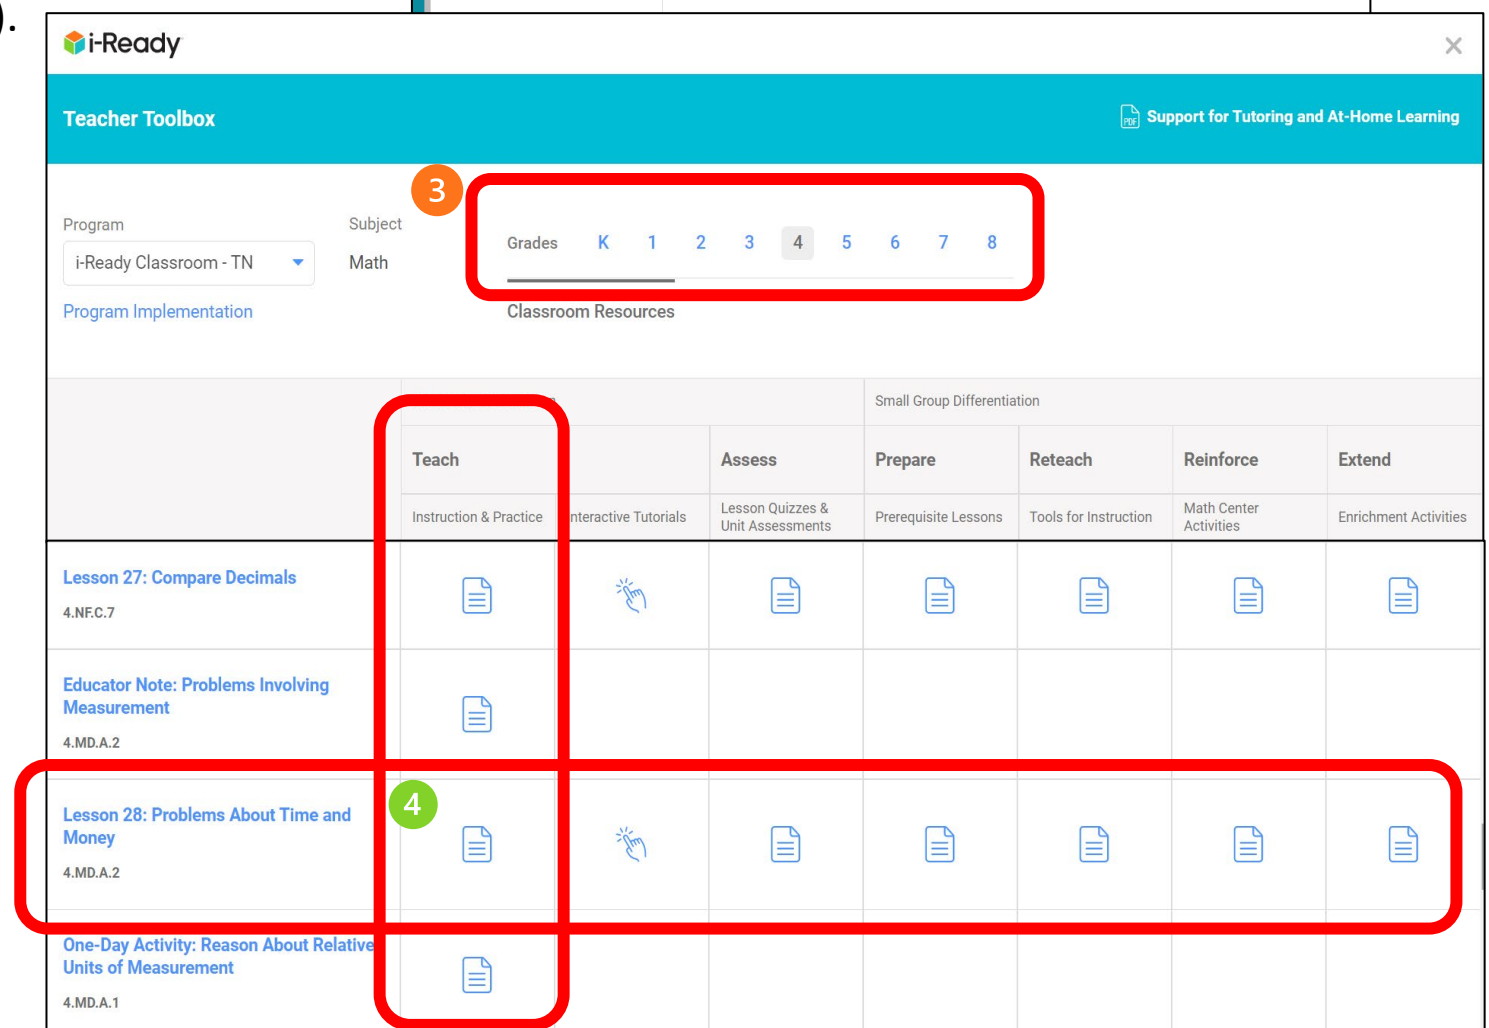 ).
i-Ready
Teacher Toolbox
PDF Support for Tutoring and At-Home Learning
3
Program
Subject
Grades K 1 2 3 4 5 6 7 8
i-Ready Classroom - TN
Math
Program Implementation
Classroom Resources
Small Group Differentiation
Teach
Assess
Prepare
Reteach
Reinforce
Extend
Instruction & Practice
Interactive Tutorials
Lesson Quizzes &
Unit Assessments
Prerequisite Lessons
Tools for Instruction
Math Center
Activities
Enrichment Activities
Lesson 27: Compare Decimals
4.NF.C.7
Educator Note: Problems Involving
Measurement
4.MD.A.2
4
Lesson 28: Problems About Time and
Money
4.MD.A.2
One-Day Activity: Reason About Relative
Units of Measurement
4.MD.A.1